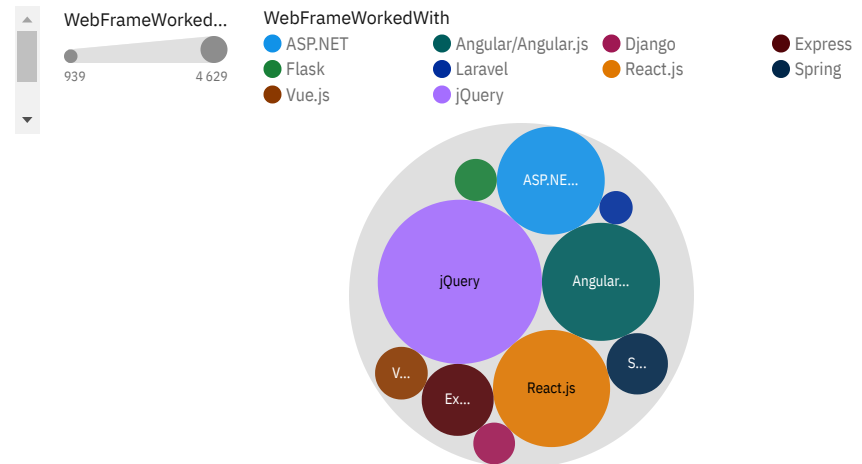 WebFrameWorked...
939
4 629
WebFrameWorkedWith
ASP.NET
Angular/Angular.js
Django
Express
Flask
Laravel
React.js
Spring
Vue.js
jQuery
ASP.NE...
jQuery
Angular...
S...
V...
React.js
Ex...